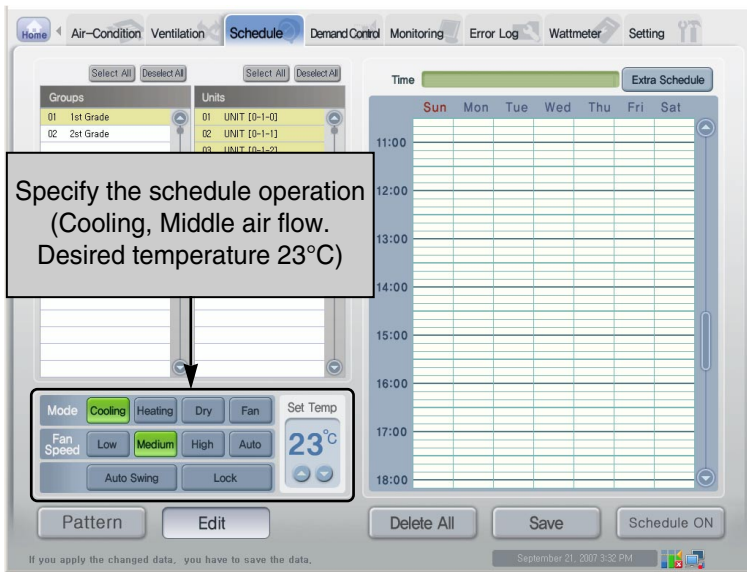 Home Air-Condition Ventilation Schedule Demand Control Monitoring Error Log Wattmeter Setting
Select All Deselect All Select All Deselect All Time Extra Schedule
Groups Units
Sun Mon Tue Wed Thu Fri Sat
01 1st Grade 01 UNIT [0-1-0]
02 2st Grade 02 UNIT [0-1-1]
03 UNIT [0-1-2]
11:00
12:00
13:00
14:00
15:00
16:00
17:00
18:00
Specify the schedule operation
(Cooling, Middle air flow.
Desired temperature 23°C)
Mode Cooling Heating Dry Fan Set Temp
Fan Speed Low Medium High Auto 23°C
Auto Swing Lock
Pattern Edit Delete All Save Schedule ON
If you apply the changed data, you have to save the data. September 21, 2007 3:32 PM